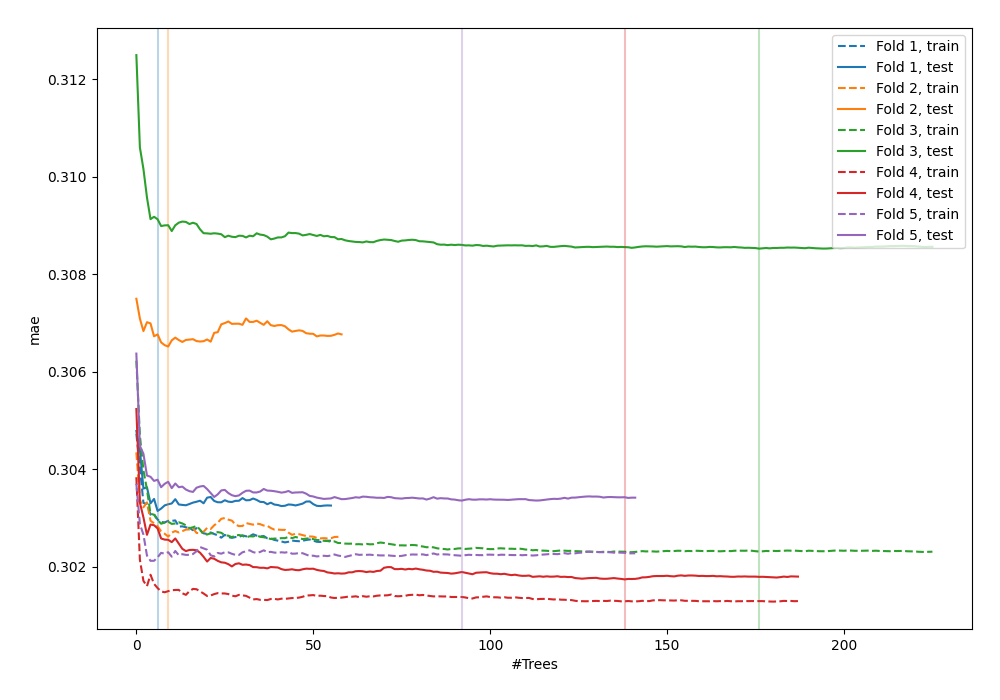 0.312
0.310
0.308
0.306
0.304
0.302
mae
0
50
100
150
200
#Trees
Fold 1, train
Fold 1, test
Fold 2, train
Fold 2, test
Fold 3, train
Fold 3, test
Fold 4, train
Fold 4, test
Fold 5, train
Fold 5, test